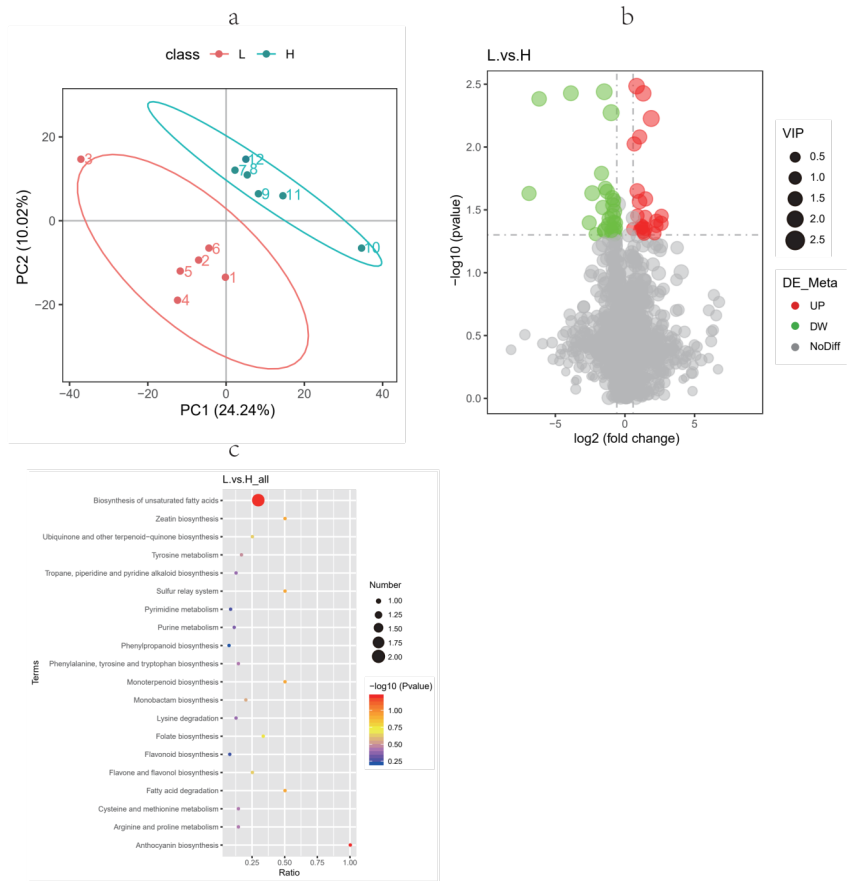 a
class L H
20
0
−20
PC2 (10.02%)
3
12
7
8
9
11
10
6
2
5
1
4
−40 −20 0 20 40
PC1 (24.24%)
b
L.vs.H
2.5
2.0
1.5
1.0
0.5
0.0
−log10 (pvalue)
−5 0 5
log2 (fold change)
VIP
0.5
1.0
1.5
2.0
2.5
DE_Meta
UP
DW
NoDiff
c
L.vs.H_all
Terms
Biosynthesis of unsaturated fatty acids
Zeatin biosynthesis
Ubiquinone and other terpenoid−quinone biosynthesis
Tyrosine metabolism
Tropane, piperidine and pyridine alkaloid biosynthesis
Sulfur relay system
Pyrimidine metabolism
Purine metabolism
Phenylpropanoid biosynthesis
Phenylalanine, tyrosine and tryptophan biosynthesis
Monoterpenoid biosynthesis
Monobactam biosynthesis
Lysine degradation
Folate biosynthesis
Flavonoid biosynthesis
Flavone and flavonol biosynthesis
Fatty acid degradation
Cysteine and methionine metabolism
Arginine and proline metabolism
Anthocyanin biosynthesis
0.25 0.50 0.75 1.00
Ratio
Number
1.00
1.25
1.50
1.75
2.00
−log10 (Pvalue)
1.00
0.75
0.50
0.25